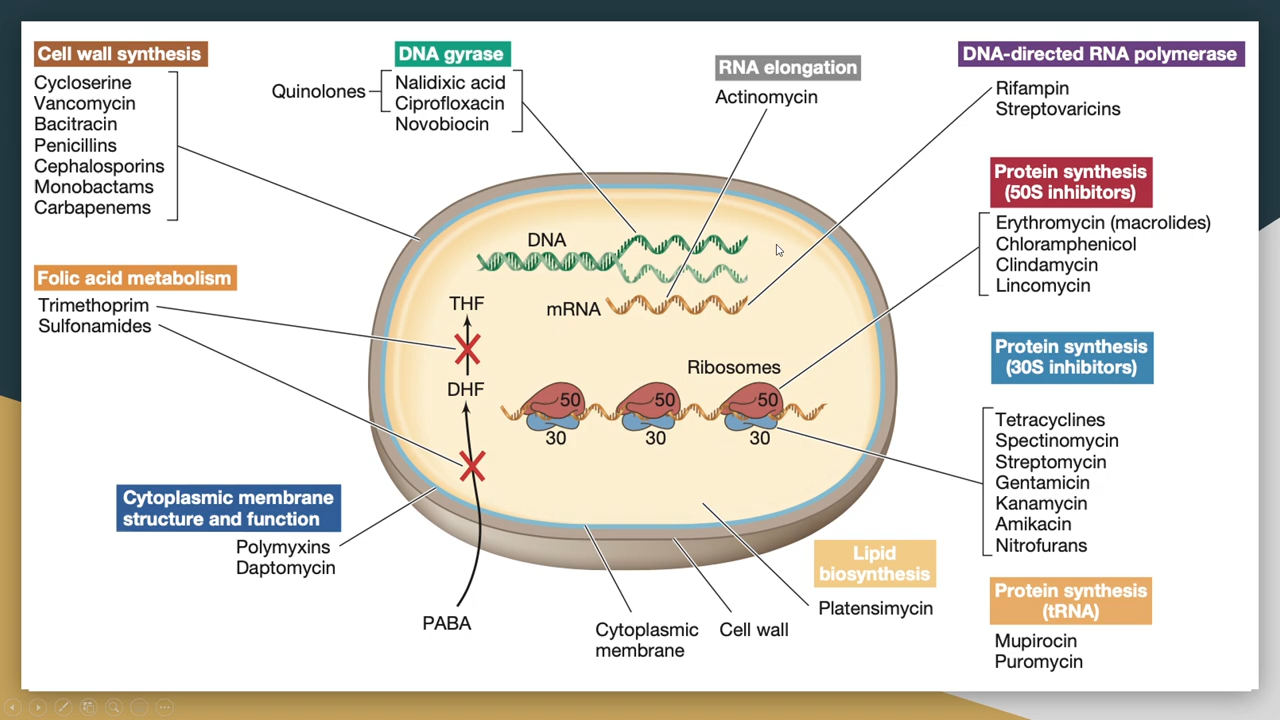 Cell wall synthesis
Cycloserine
Vancomycin
Bacitracin
Penicillins
Cephalosporins
Monobactams
Carbapenems
DNA gyrase
Quinolones
Nalidixic acid
Ciprofloxacin
Novobiocin
RNA elongation
Actinomycin
DNA-directed RNA polymerase
Rifampin
Streptovaricins
Protein synthesis
(50S inhibitors)
Erythromycin (macrolides)
Chloramphenicol
Clindamycin
Lincomycin
Folic acid metabolism
Trimethoprim
Sulfonamides
DNA
THF
mRNA
DHF
Ribosomes
50
50
50
30
30
30
Protein synthesis
(30S inhibitors)
Tetracyclines
Spectinomycin
Streptomycin
Gentamicin
Kanamycin
Amikacin
Nitrofurans
Cytoplasmic membrane
structure and function
Polymyxins
Daptomycin
PABA
Cytoplasmic
membrane
Cell wall
Lipid
biosynthesis
Platensimycin
Protein synthesis
(tRNA)
Mupirocin
Puromycin